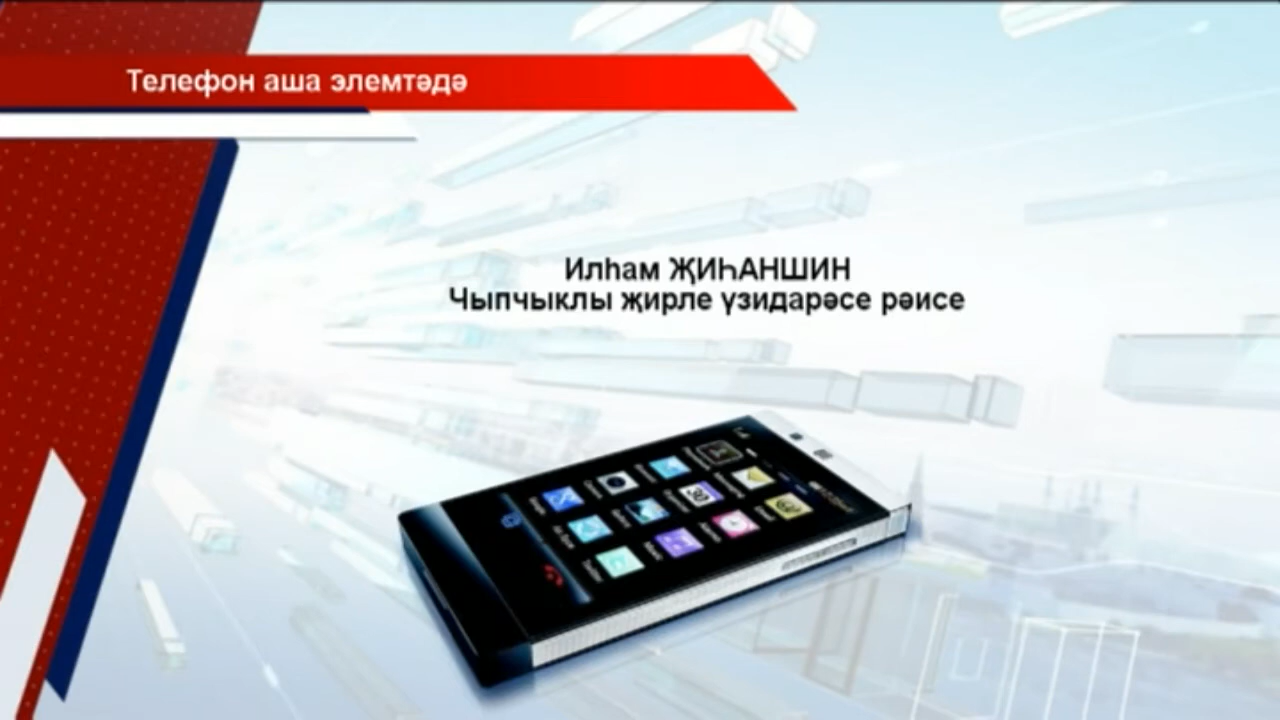 Телефон аша элемтәдә
Илһам ҖИҺАНШИН
Чыпчыклы җирле үзидарәсе рәисе